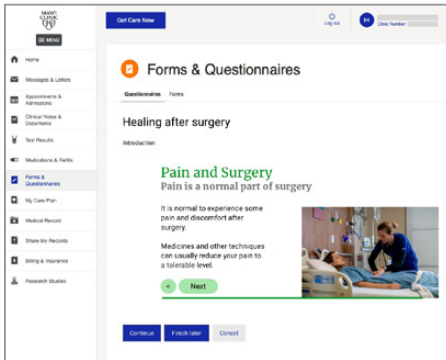 MAYO
CLINIC
MENU
Get Care Now
Log out
Clinic Number:
Home
Messages & Letters
Appointments &
Admissions
Clinical Notes &
Documents
Test Results
Medications & Refills
Forms &
Questionnaires
My Care Plan
Medical Record
Share My Records
Billing & Insurance
Research Studies
Forms & Questionnaires
Questionnaires Forms
Healing after surgery
Introduction
Pain and Surgery
Pain is a normal part of surgery
It is normal to experience some
pain and discomfort after
surgery.
Medicines and other techniques
can usually reduce your pain to
a tolerable level.
< Next
Continue Finish later Cancel